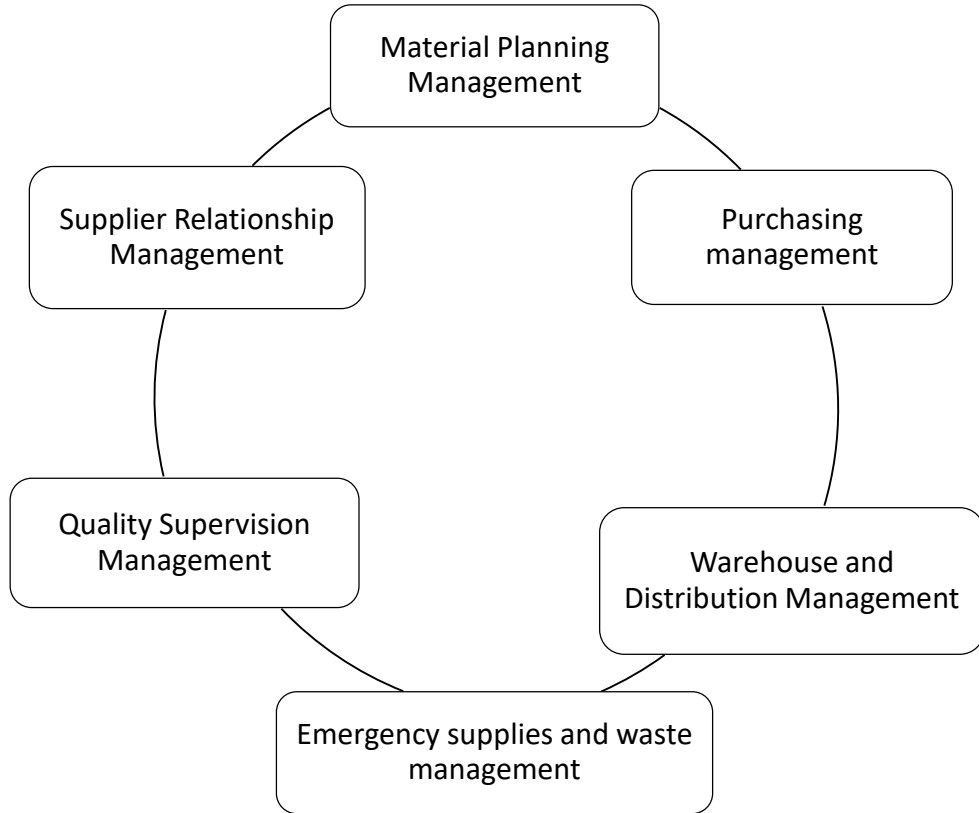 Material Planning
Management
Supplier Relationship
Management
Purchasing
management
Quality Supervision
Management
Warehouse and
Distribution Management
Emergency supplies and waste
management